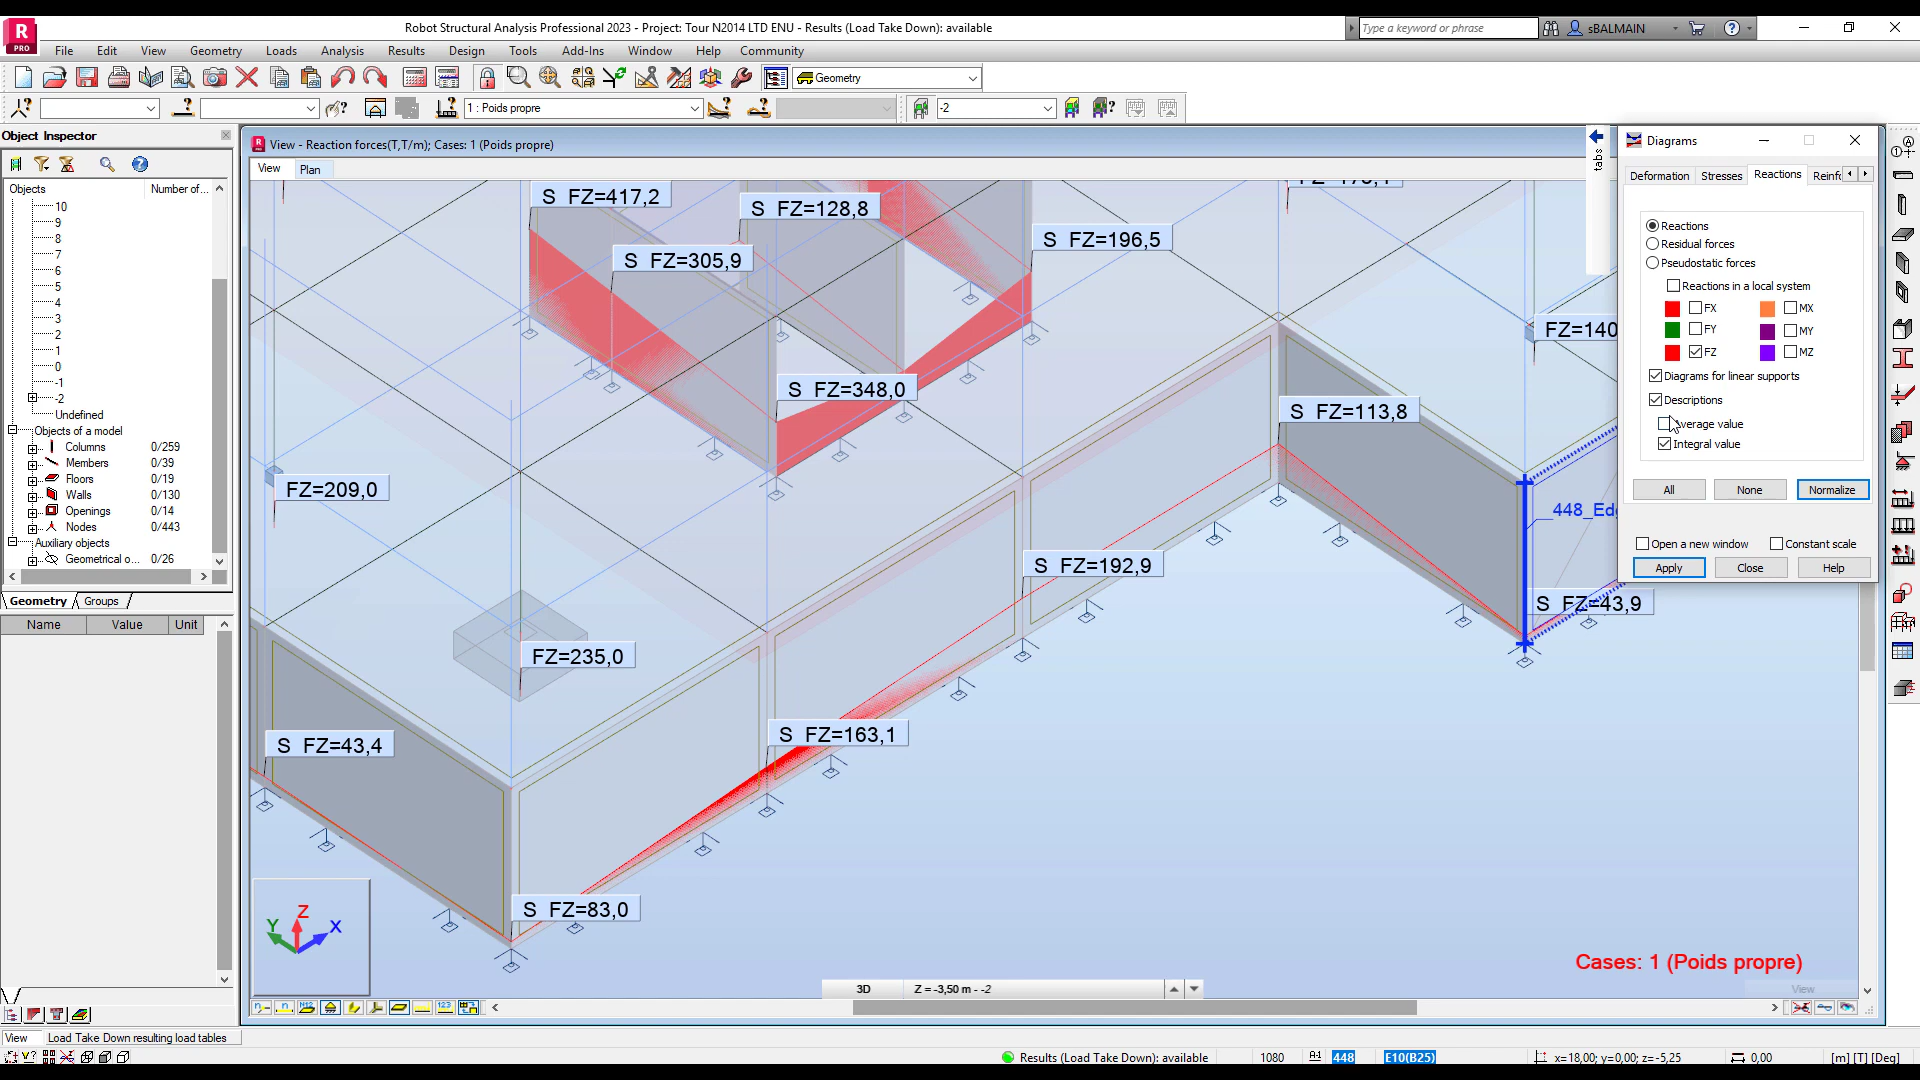 Robot Structural Analysis Professional 2023 - Project: Tour N2014 LTD ENU - Results (Load Take Down): available
Type a keyword or phrase
sBALMAIN
R
PRO
File Edit View Geometry Loads Analysis Results Design Tools Add-Ins Window Help Community
Geometry
1 : Poids propre
-2
Object Inspector
Objects Number of...
10
9
8
7
6
5
4
3
2
1
0
-1
-2
Undefined
Objects of a model
Columns 0/259
Members 0/39
Floors 0/19
Walls 0/130
Openings 0/14
Nodes 0/443
Auxiliary objects
Geometrical o... 0/26
Geometry Groups
Name Value Unit
View - Reaction forces(T,T/m); Cases: 1 (Poids propre)
View Plan
tabs
S FZ=417,2
S FZ=128,8
S FZ=196,5
S FZ=305,9
FZ=140
S FZ=348,0
S FZ=113,8
FZ=209,0
S FZ=192,9
S FZ=43,9
FZ=235,0
S FZ=43,4
S FZ=163,1
S FZ=83,0
Z
Y
X
Cases: 1 (Poids propre)
View
3D Z = -3,50 m - -2
Diagrams
Deformation Stresses Reactions Reinfo
Reactions
Residual forces
Pseudostatic forces
Reactions in a local system
FX MX
FY MY
FZ MZ
Diagrams for linear supports
Descriptions
verage value
Integral value
All None Normalize
Open a new window Constant scale
Apply Close Help
View Load Take Down resulting load tables
Results (Load Take Down): available 1080 448 E10(B25) x=18,00; y=0,00; z=-5,25 0,00 [m] [T] [Deg]